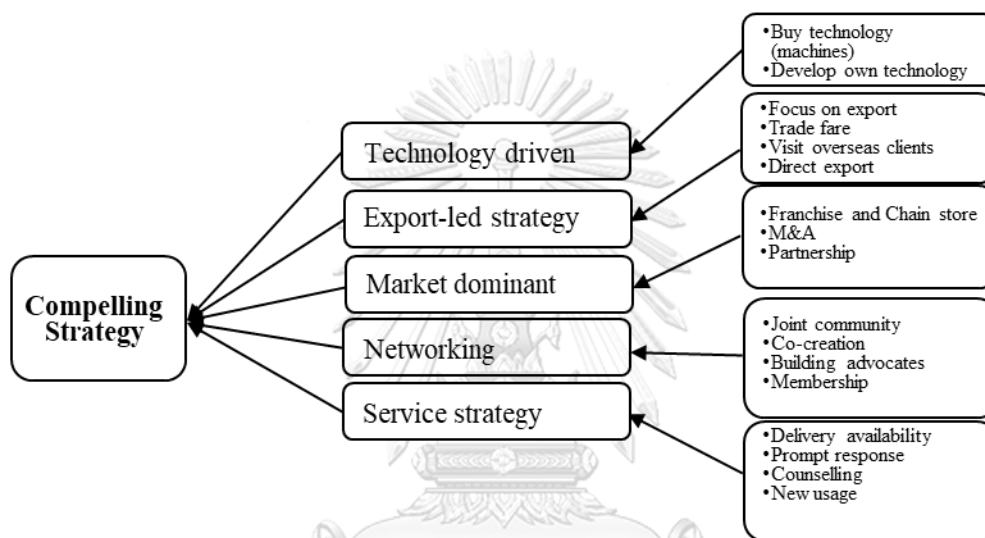 Compelling
Strategy
Technology driven
Export-led strategy
Market dominant
Networking
Service strategy
•Buy technology
(machines)
•Develop own technology
•Focus on export
•Trade fare
•Visit overseas clients
•Direct export
•Franchise and Chain store
•M&A
•Partnership
•Joint community
•Co-creation
•Building advocates
•Membership
•Delivery availability
•Prompt response
•Counselling
•New usage